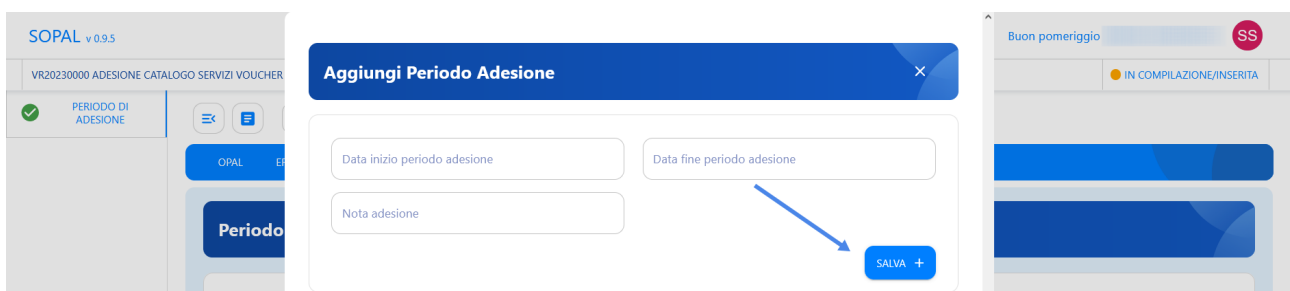 SOPAL v 0.9.5
Buon pomeriggio
SS
VR20230000 ADESIONE CATALOGO SERVIZI VOUCHER
IN COMPILAZIONE/INSERITA
PERIODO DI
ADESIONE
Aggiungi Periodo Adesione
Data inizio periodo adesione
Data fine periodo adesione
OPAL
Nota adesione
Periodo
SALVA +